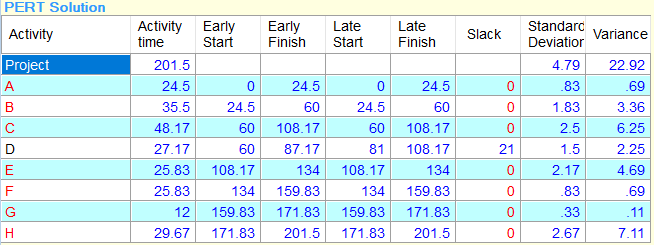 PERT Solution
Activity Activity time Early Start Early Finish Late Start Late Finish Slack Standard Deviation Variance
Project 201.5 4.79 22.92
A 24.5 0 24.5 0 24.5 0 .83 .69
B 35.5 24.5 60 24.5 60 0 1.83 3.36
C 48.17 60 108.17 60 108.17 0 2.5 6.25
D 27.17 60 87.17 81 108.17 21 1.5 2.25
E 25.83 108.17 134 108.17 134 0 2.17 4.69
F 25.83 134 159.83 134 159.83 0 .83 .69
G 12 159.83 171.83 159.83 171.83 0 .33 .11
H 29.67 171.83 201.5 171.83 201.5 0 2.67 7.11